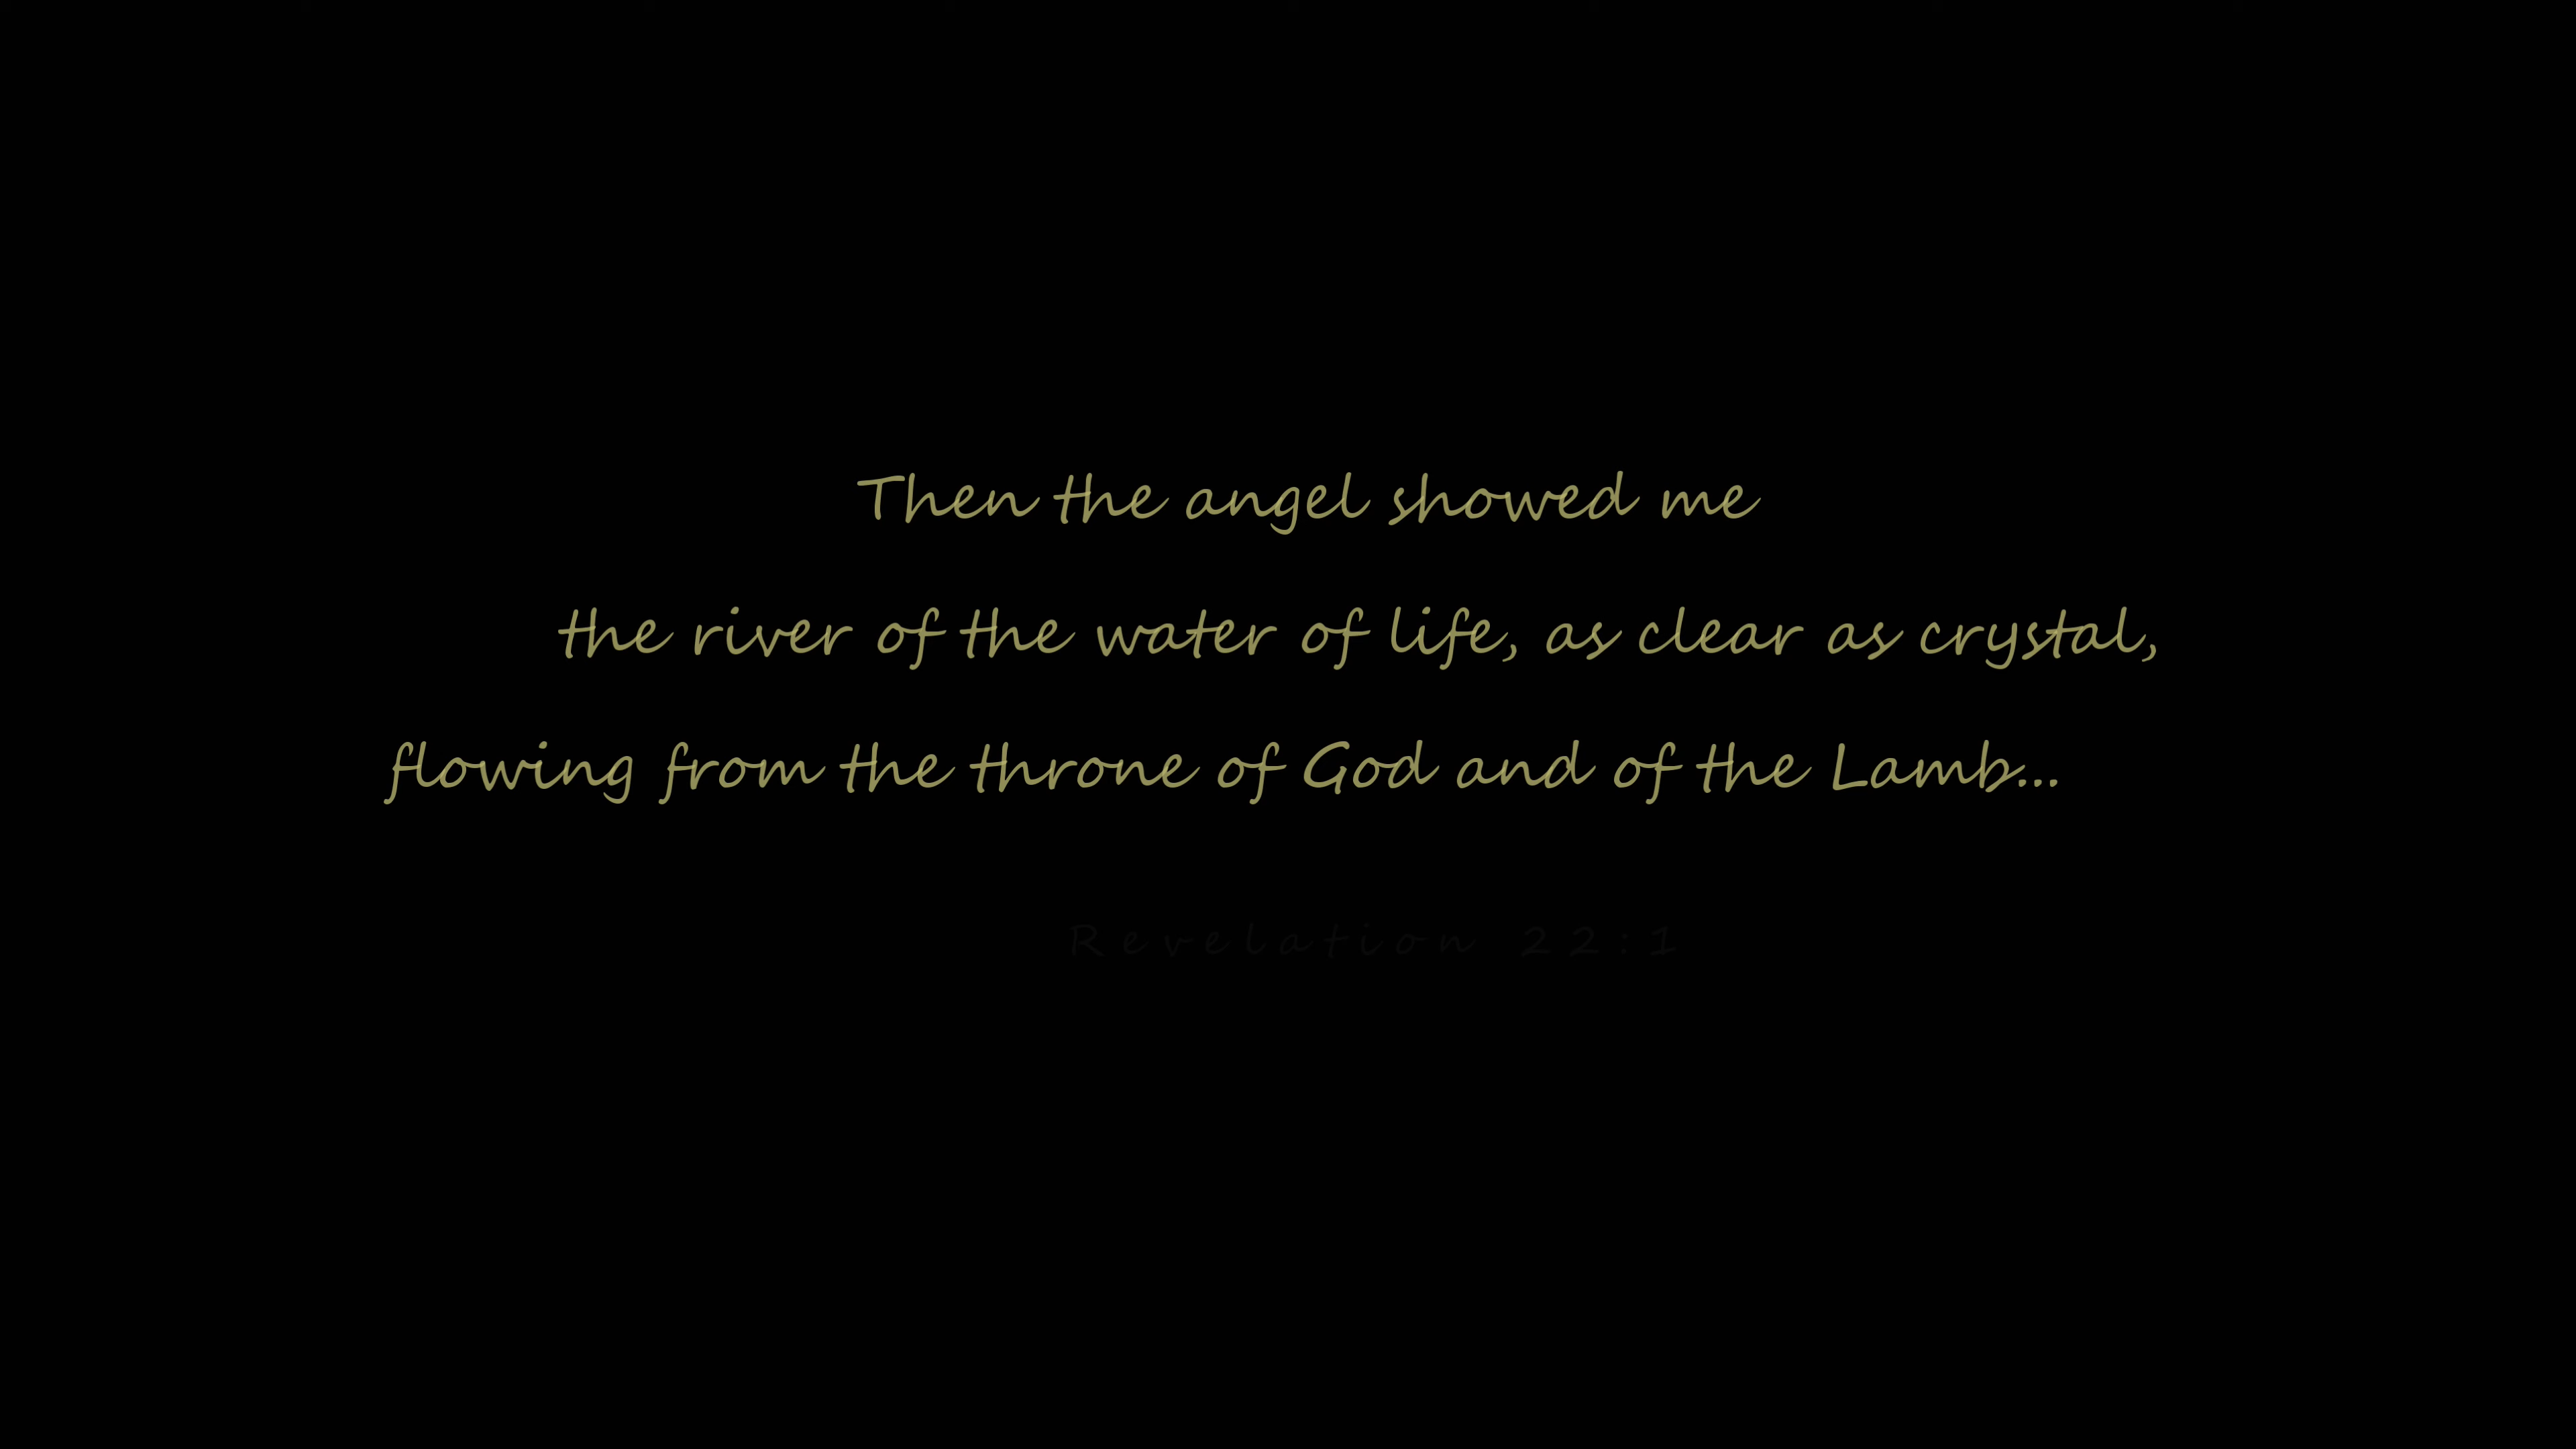 Then the angel showed me
the river of the water of life, as clear as crystal,
flowing from the throne of God and of the Lamb...
Revelation 22:1